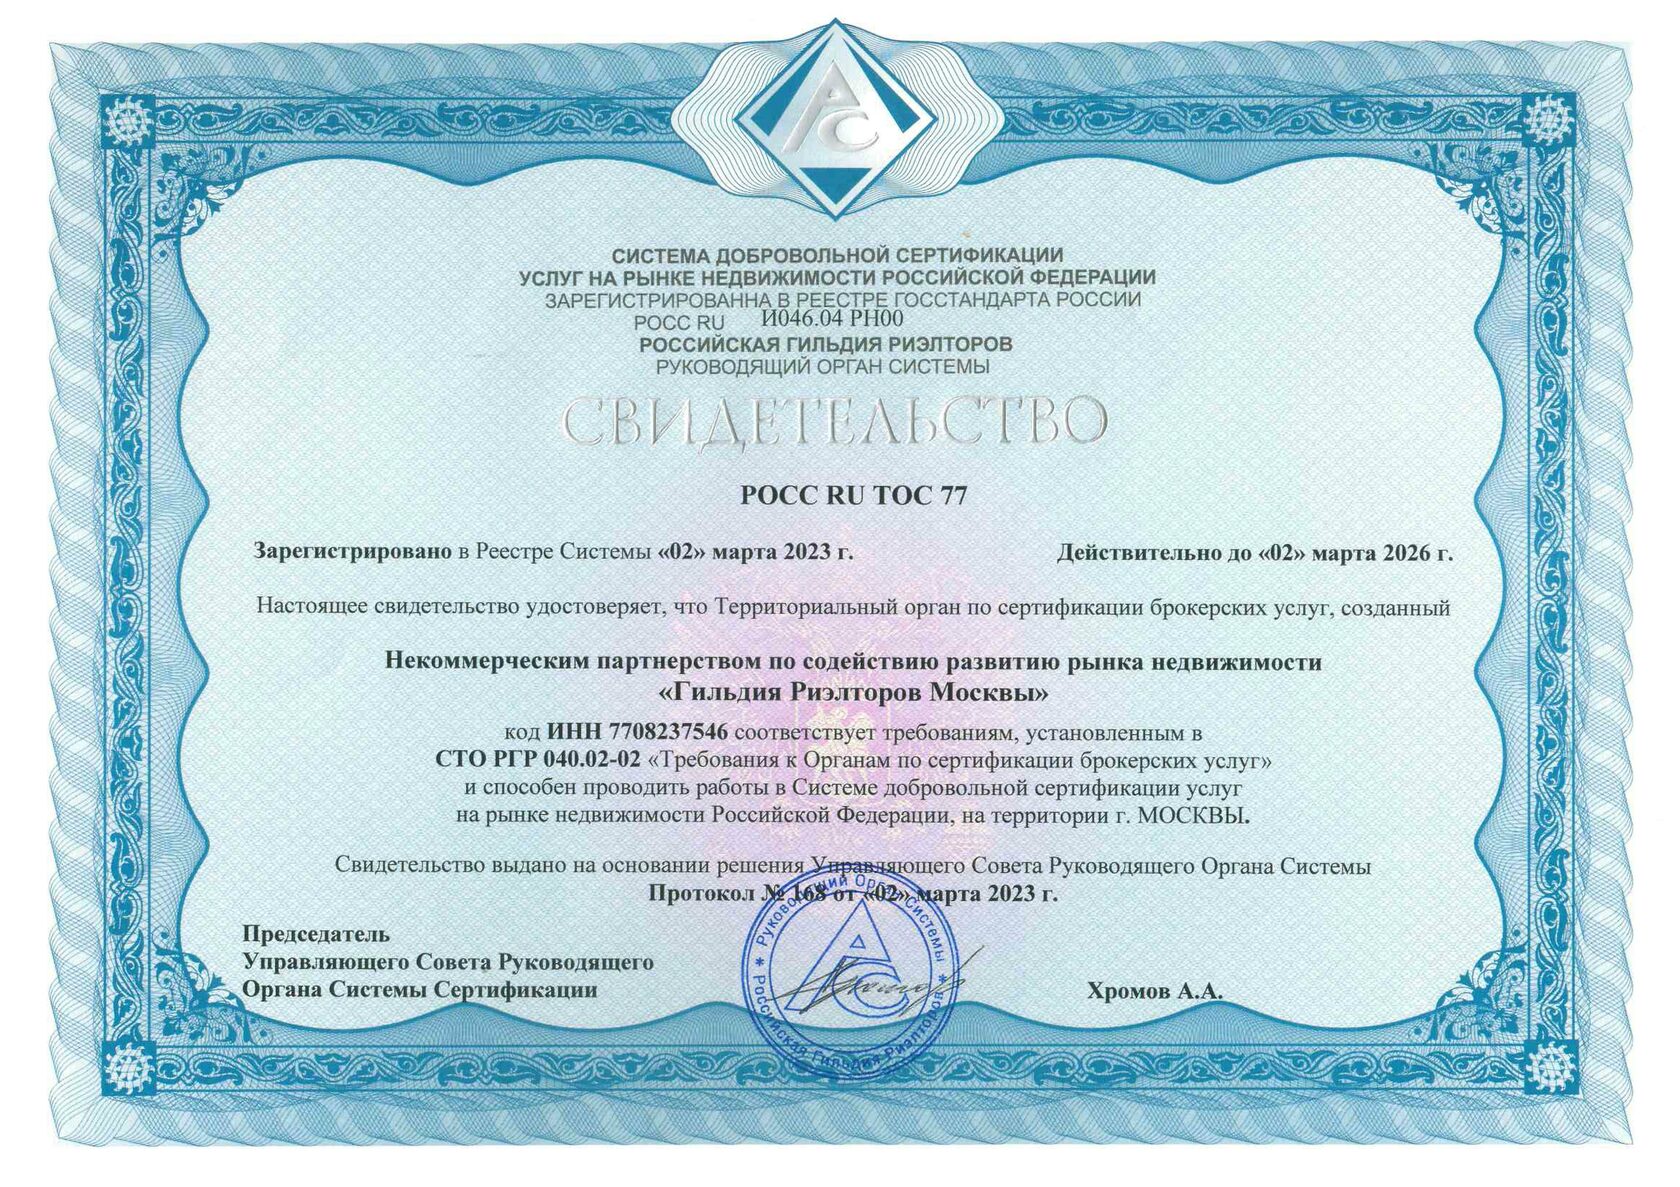 АС
СИСТЕМА ДОБРОВОЛЬНОЙ СЕРТИФИКАЦИИ
УСЛУГ НА РЫНКЕ НЕДВИЖИМОСТИ РОССИЙСКОЙ ФЕДЕРАЦИИ
ЗАРЕГИСТРИРОВАННА В РЕЕСТРЕ ГОССТАНДАРТА РОССИИ
РОСС RU И046.04 РН00
РОССИЙСКАЯ ГИЛЬДИЯ РИЭЛТОРОВ
РУКОВОДЯЩИЙ ОРГАН СИСТЕМЫ
СВИДЕТЕЛЬСТВО
РОСС RU ТОС 77
Зарегистрировано в Реестре Системы «02» марта 2023 г. Действительно до «02» марта 2026 г.
Настоящее свидетельство удостоверяет, что Территориальный орган по сертификации брокерских услуг, созданный
Некоммерческим партнерством по содействию развитию рынка недвижимости
«Гильдия Риэлторов Москвы»
код ИНН 7708237546 соответствует требованиям, установленным в
СТО РГР 040.02-02 «Требования к Органам по сертификации брокерских услуг»
и способен проводить работы в Системе добровольной сертификации услуг
на рынке недвижимости Российской Федерации, на территории г. МОСКВЫ.
Свидетельство выдано на основании решения Управляющего Совета Руководящего Органа Системы
Протокол № 168 от «02» марта 2023 г.
Председатель
Управляющего Совета Руководящего
Органа Системы Сертификации Хромов А.А.
Руководящий Орган Системы * Российская Гильдия Риэлторов *
АС